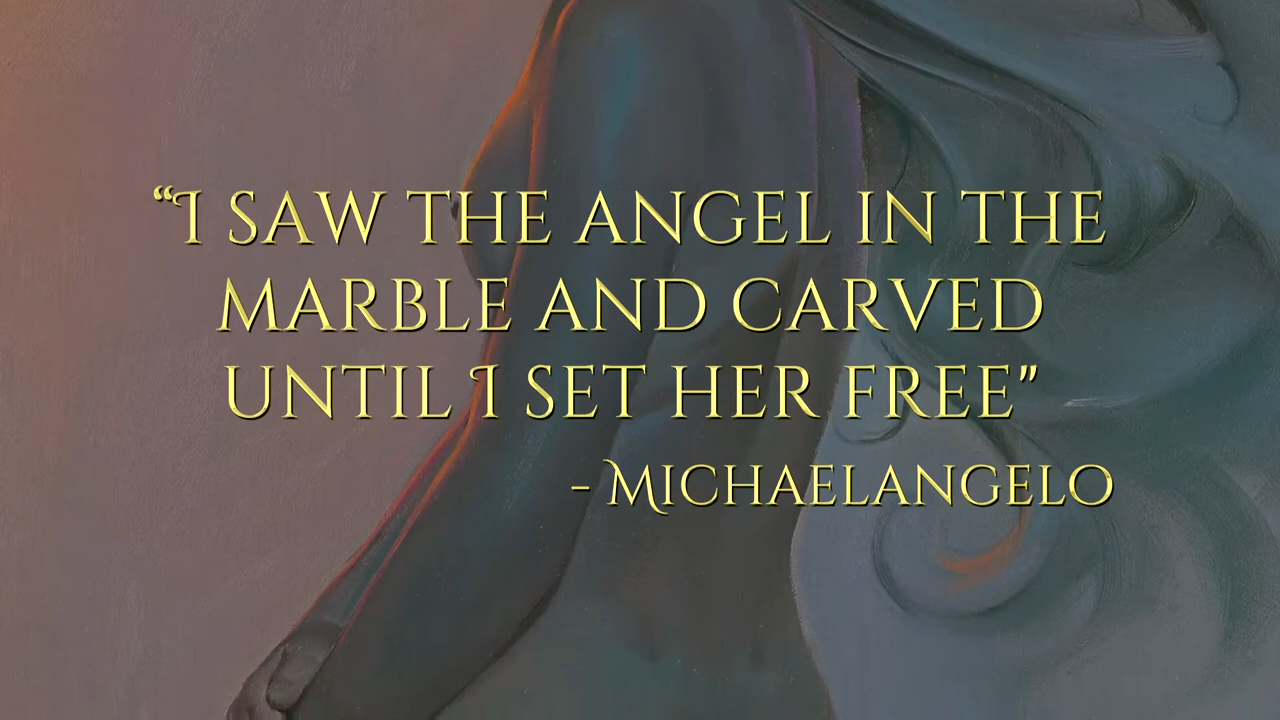 “I SAW THE ANGEL IN THE
MARBLE AND CARVED
UNTIL I SET HER FREE"
- MICHAELANGELO